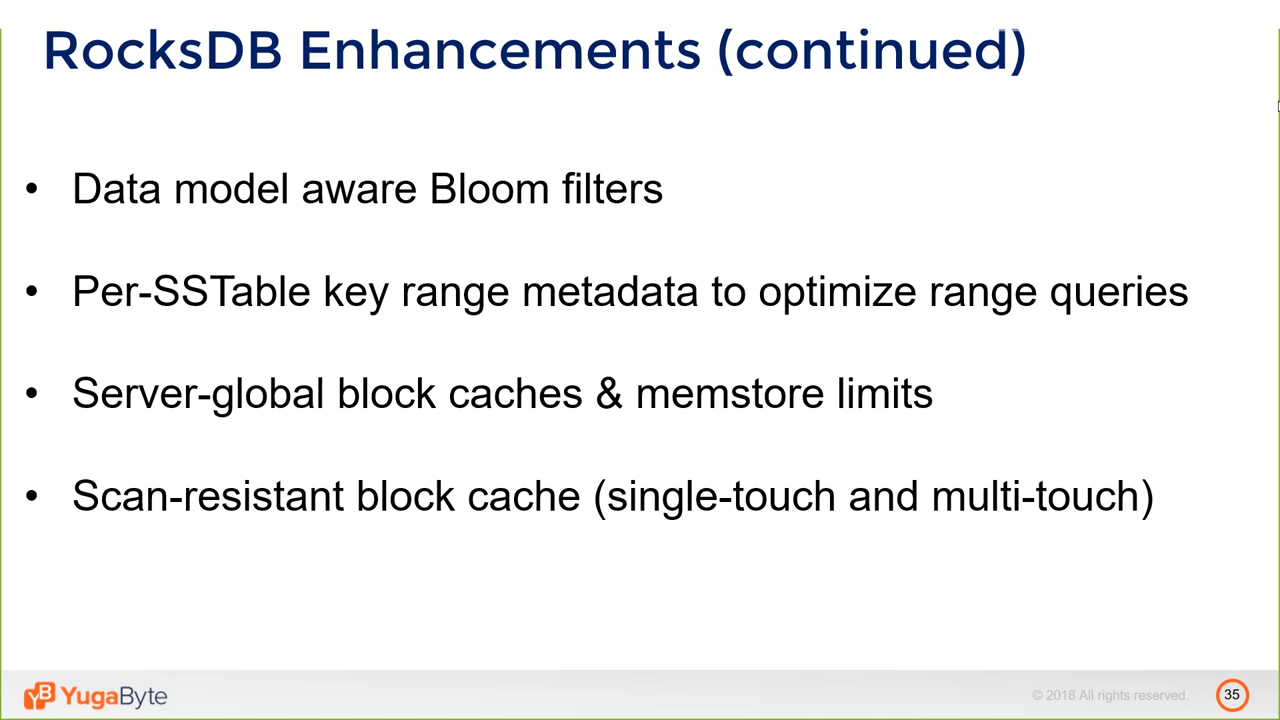 RocksDB Enhancements (continued)
• Data model aware Bloom filters
• Per-SSTable key range metadata to optimize range queries
• Server-global block caches & memstore limits
• Scan-resistant block cache (single-touch and multi-touch)
YB YugaByte
© 2018 All rights reserved.
35